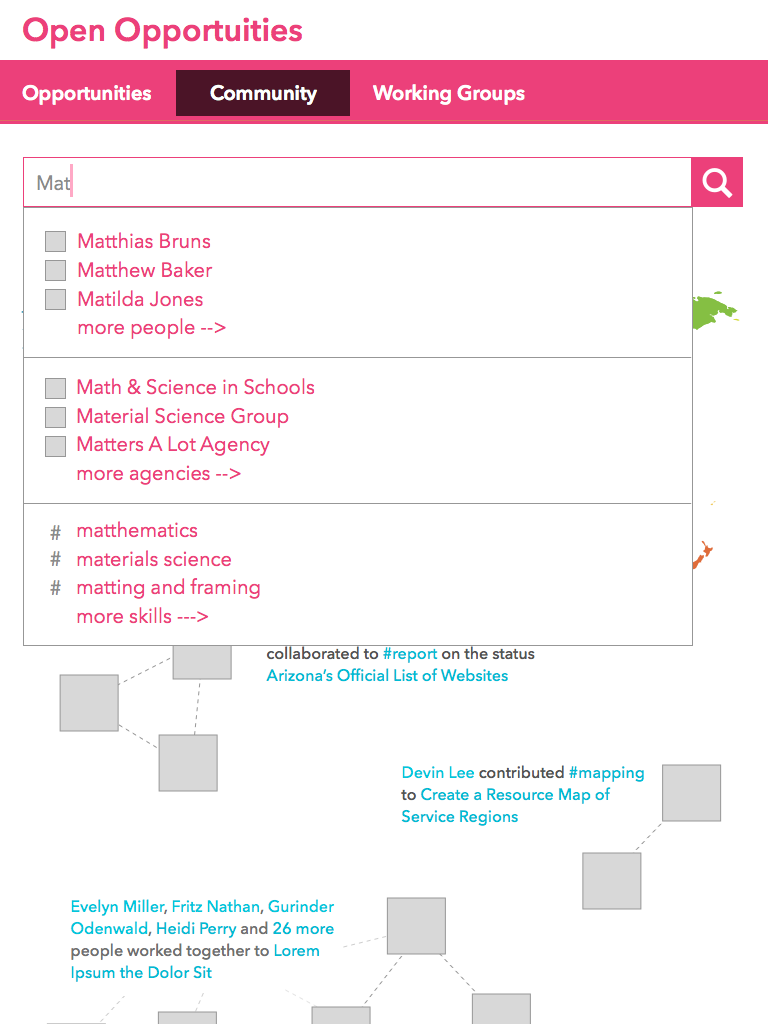 Open Opportuities
Opportunities Community Working Groups
Mat
Matthias Bruns
Matthew Baker
Matilda Jones
more people -->
Math & Science in Schools
Material Science Group
Matters A Lot Agency
more agencies -->
# matthematics
# materials science
# matting and framing
more skills --->
collaborated to #report on the status
Arizona's Official List of Websites
Devin Lee contributed #mapping
to Create a Resource Map of
Service Regions
Evelyn Miller, Fritz Nathan, Gurinder
Odenwald, Heidi Perry and 26 more
people worked together to Lorem
Ipsum the Dolor Sit